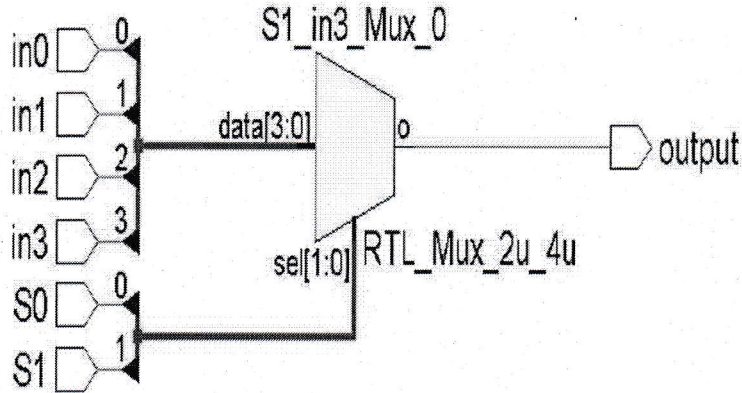 S1_in3_Mux_0
in0
0
in1
1
data[3:0]
o
output
in2
2
in3
3
sel[1:0]
RTL_Mux_2u_4u
S0
0
S1
1